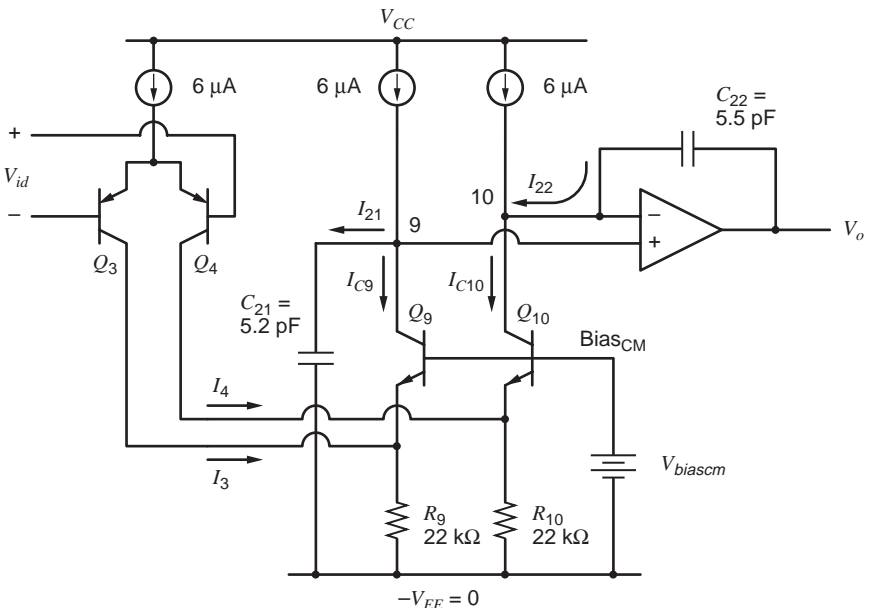 V_CC
6 μA
6 μA
6 μA
C_22 =
5.5 pF
+
V_id
−
10
I_22
−
+
V_o
I_21
9
Q_3
Q_4
I_C9
I_C10
C_21 =
5.2 pF
Q_9
Q_10
Bias_CM
I_4
I_3
V_biascm
R_9
22 kΩ
R_10
22 kΩ
−V_EE = 0